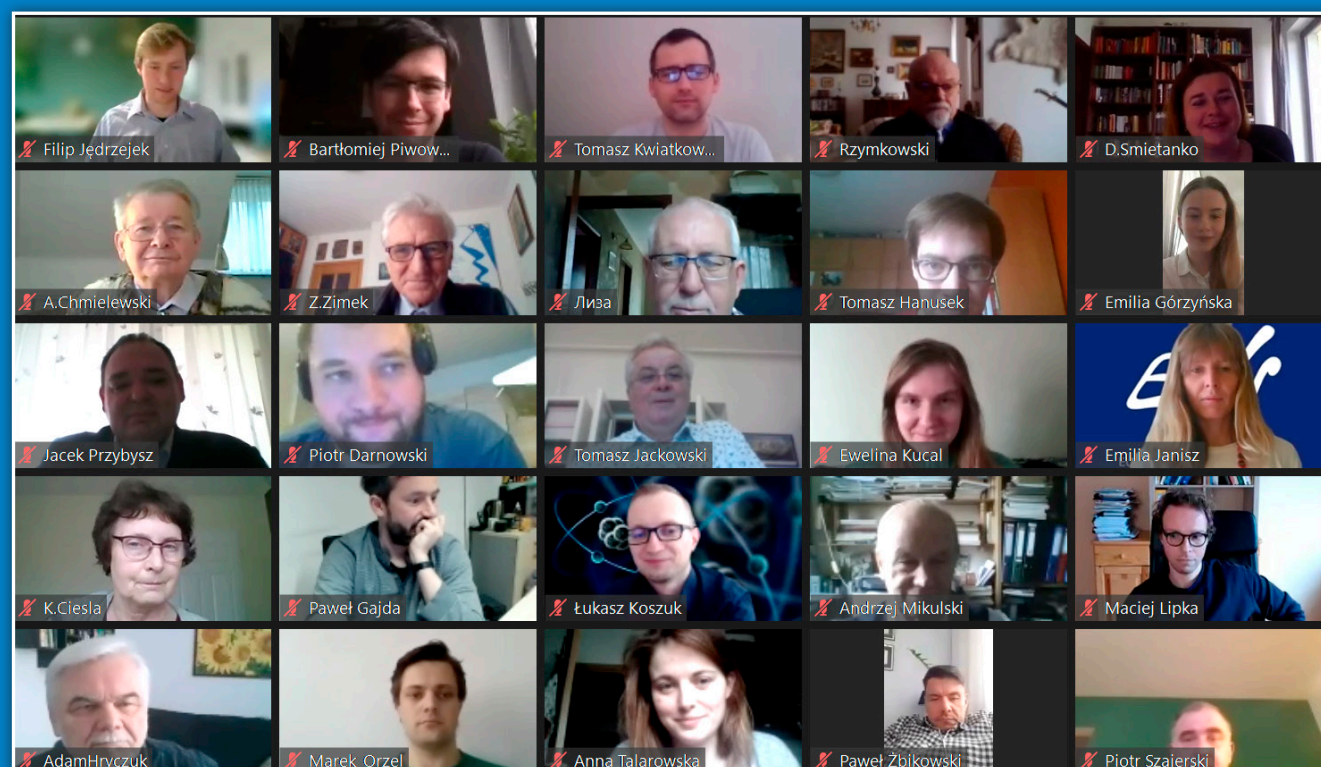 Filip Jędrzejek
Bartłomiej Piwow...
Tomasz Kwiatkow...
Rzymkowski
D.Smietanko
A.Chmielewski
Z.Zimek
Лиза
Tomasz Hanusek
Emilia Górzyńska
Jacek Przybysz
Piotr Darnowski
Tomasz Jackowski
Ewelina Kucal
Emilia Janisz
K.Ciesla
Paweł Gajda
Łukasz Koszuk
Andrzej Mikulski
Maciej Lipka
AdamHryczuk
Marek Orzel
Anna Talarowska
Paweł Żbikowski
Piotr Szajerski